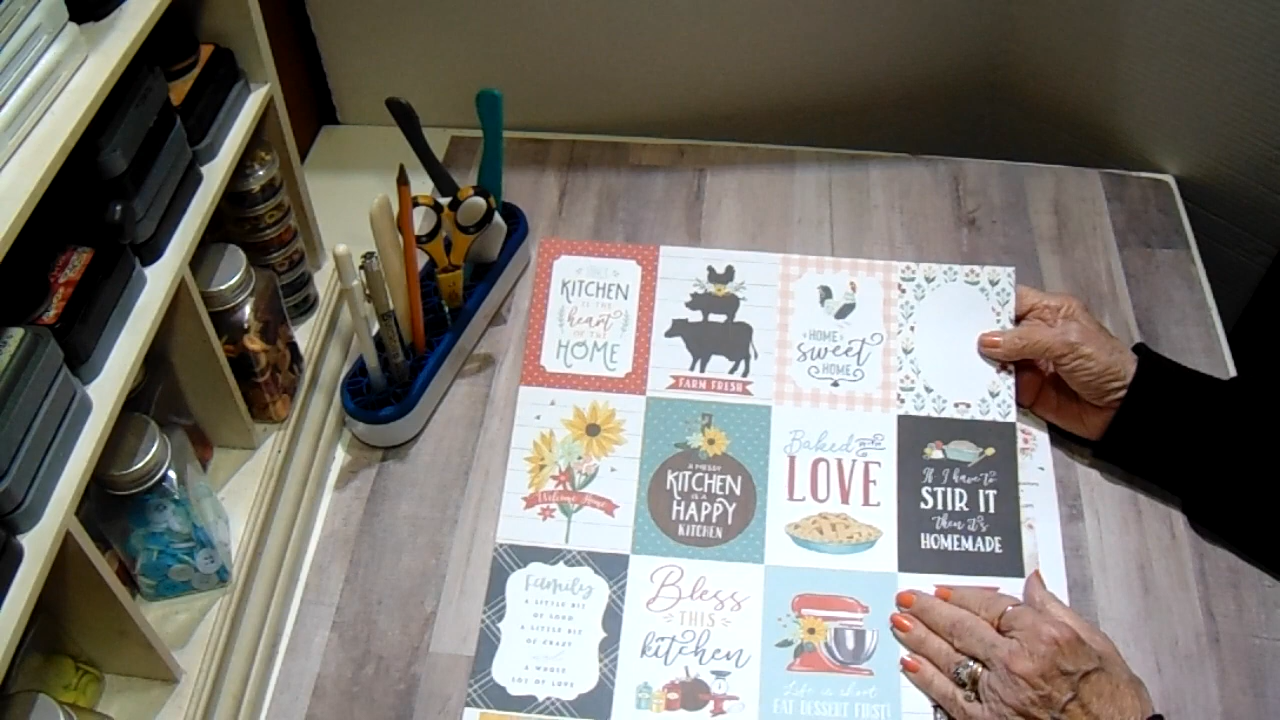 KITCHEN
IS THE
heart
OF THE
HOME
FARM FRESH
HOME
sweet
HOME
Welcome Home
A MESSY
KITCHEN
IS A
HAPPY
KITCHEN
Baked with
LOVE
If I have to
STIR IT
then it's
HOMEMADE
Family
A LITTLE BIT
OF LOUD
A LITTLE BIT
OF CRAZY
and
A WHOLE
LOT OF LOVE
Bless
THIS
kitchen
Life is short
EAT DESSERT FIRST!